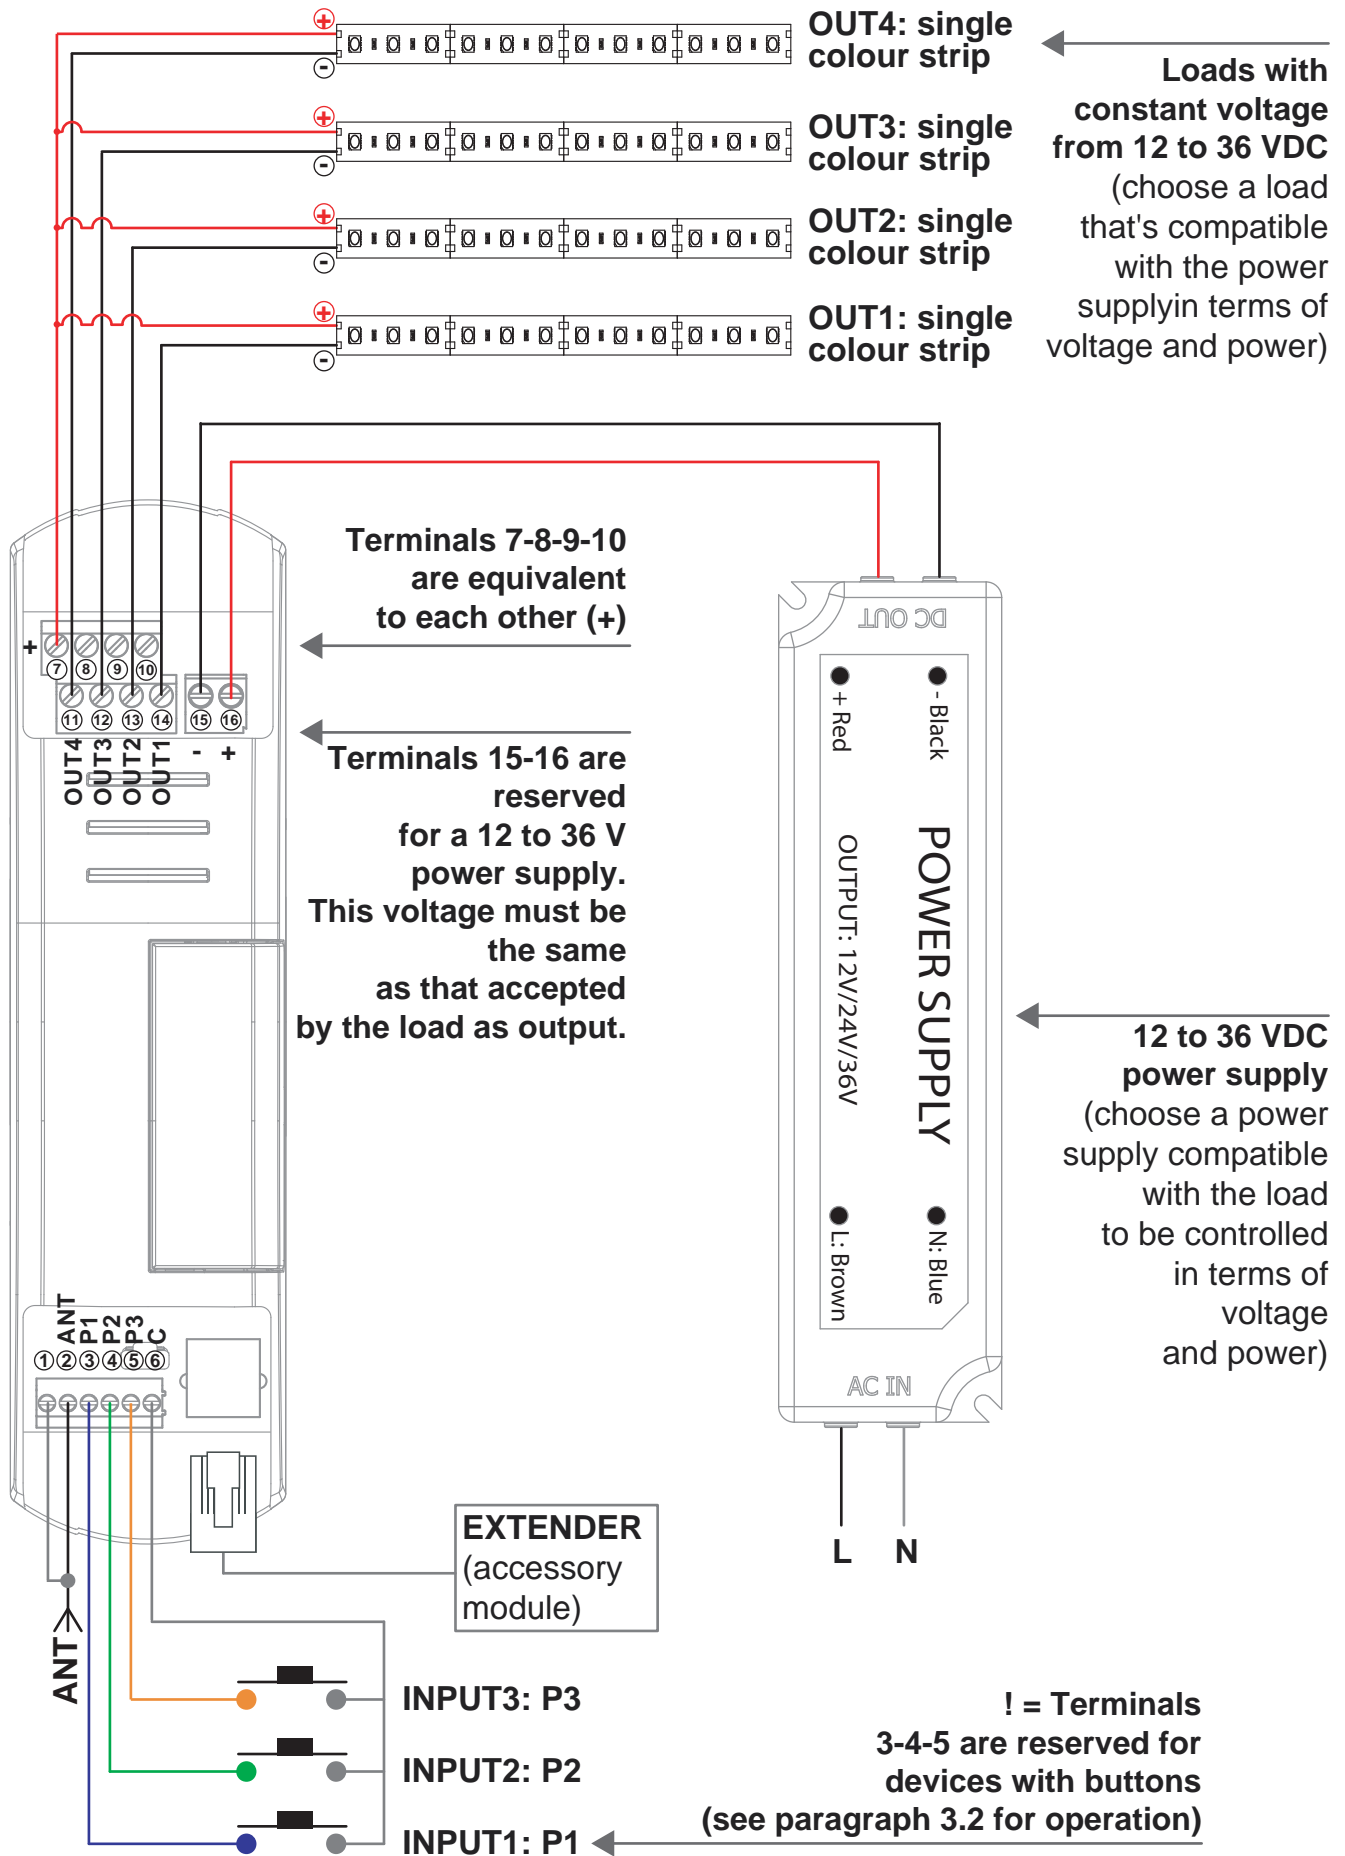 OUT4: single
colour strip
OUT3: single
colour strip
OUT2: single
colour strip
OUT1: single
colour strip
+
-
+
-
+
-
+
-
Loads with
constant voltage
from 12 to 36 VDC
(choose a load
that's compatible
with the power
supplyin terms of
voltage and power)
Terminals 7-8-9-10
are equivalent
to each other (+)
+
7 8 9 10
11 12 13 14 15 16
OUT4
OUT3
OUT2
OUT1
- +
Terminals 15-16 are
reserved
for a 12 to 36 V
power supply.
This voltage must be
the same
as that accepted
by the load as output.
DC OUT
+ Red
- Black
POWER SUPPLY
OUTPUT: 12V/24V/36V
L: Brown
N: Blue
AC IN
L N
12 to 36 VDC
power supply
(choose a power
supply compatible
with the load
to be controlled
in terms of
voltage
and power)
ANT
P1
P2
P3
C
1 2 3 4 5 6
EXTENDER
(accessory
module)
ANT
INPUT3: P3
INPUT2: P2
INPUT1: P1
! = Terminals
3-4-5 are reserved for
devices with buttons
(see paragraph 3.2 for operation)